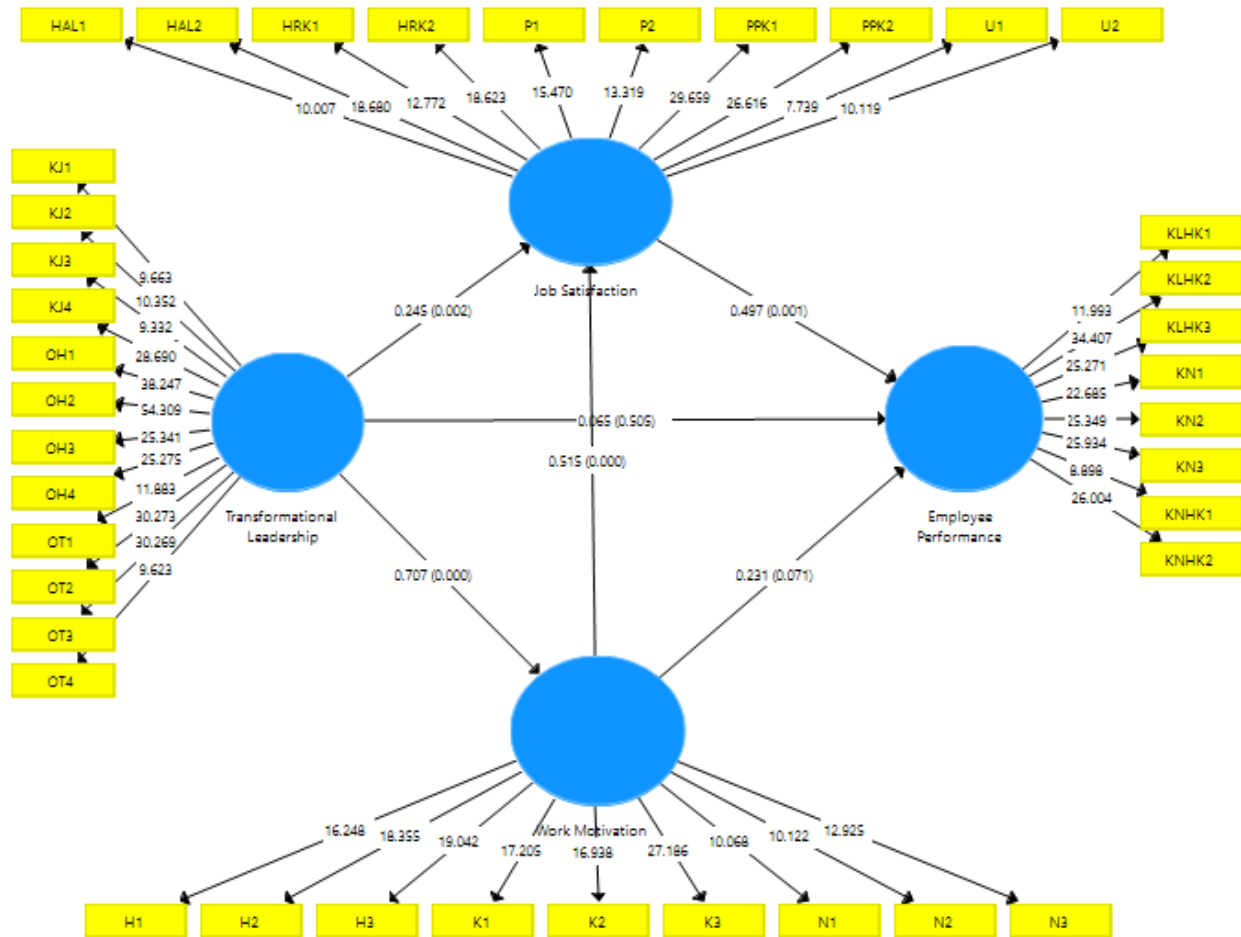 HAL1 HAL2 HRK1 HRK2 P1 P2 PPK1 PPK2 U1 U2
10.007 18.680 12.772 18.623 15.470 13.319 29.659 26.616 7.739 10.119
KJ1
KJ2
KJ3
KJ4
OH1
OH2
OH3
OH4
OT1
OT2
OT3
OT4
9.663
10.352
9.332
28.690
38.247
54.309
25.341
25.275
11.883
30.273
30.269
9.623
Transformational
Leadership
Job Satisfaction
0.245 (0.002)
0.497 (0.001)
0.065 (0.505)
0.515 (0.000)
0.707 (0.000)
0.231 (0.071)
Employee
Performance
11.993
34.407
25.271
22.685
25.349
25.934
8.898
26.004
KLHK1
KLHK2
KLHK3
KN1
KN2
KN3
KNHK1
KNHK2
Work Motivation
16.248 18.355 19.042 17.205 16.938 27.186 10.068 10.122 12.925
H1 H2 H3 K1 K2 K3 N1 N2 N3